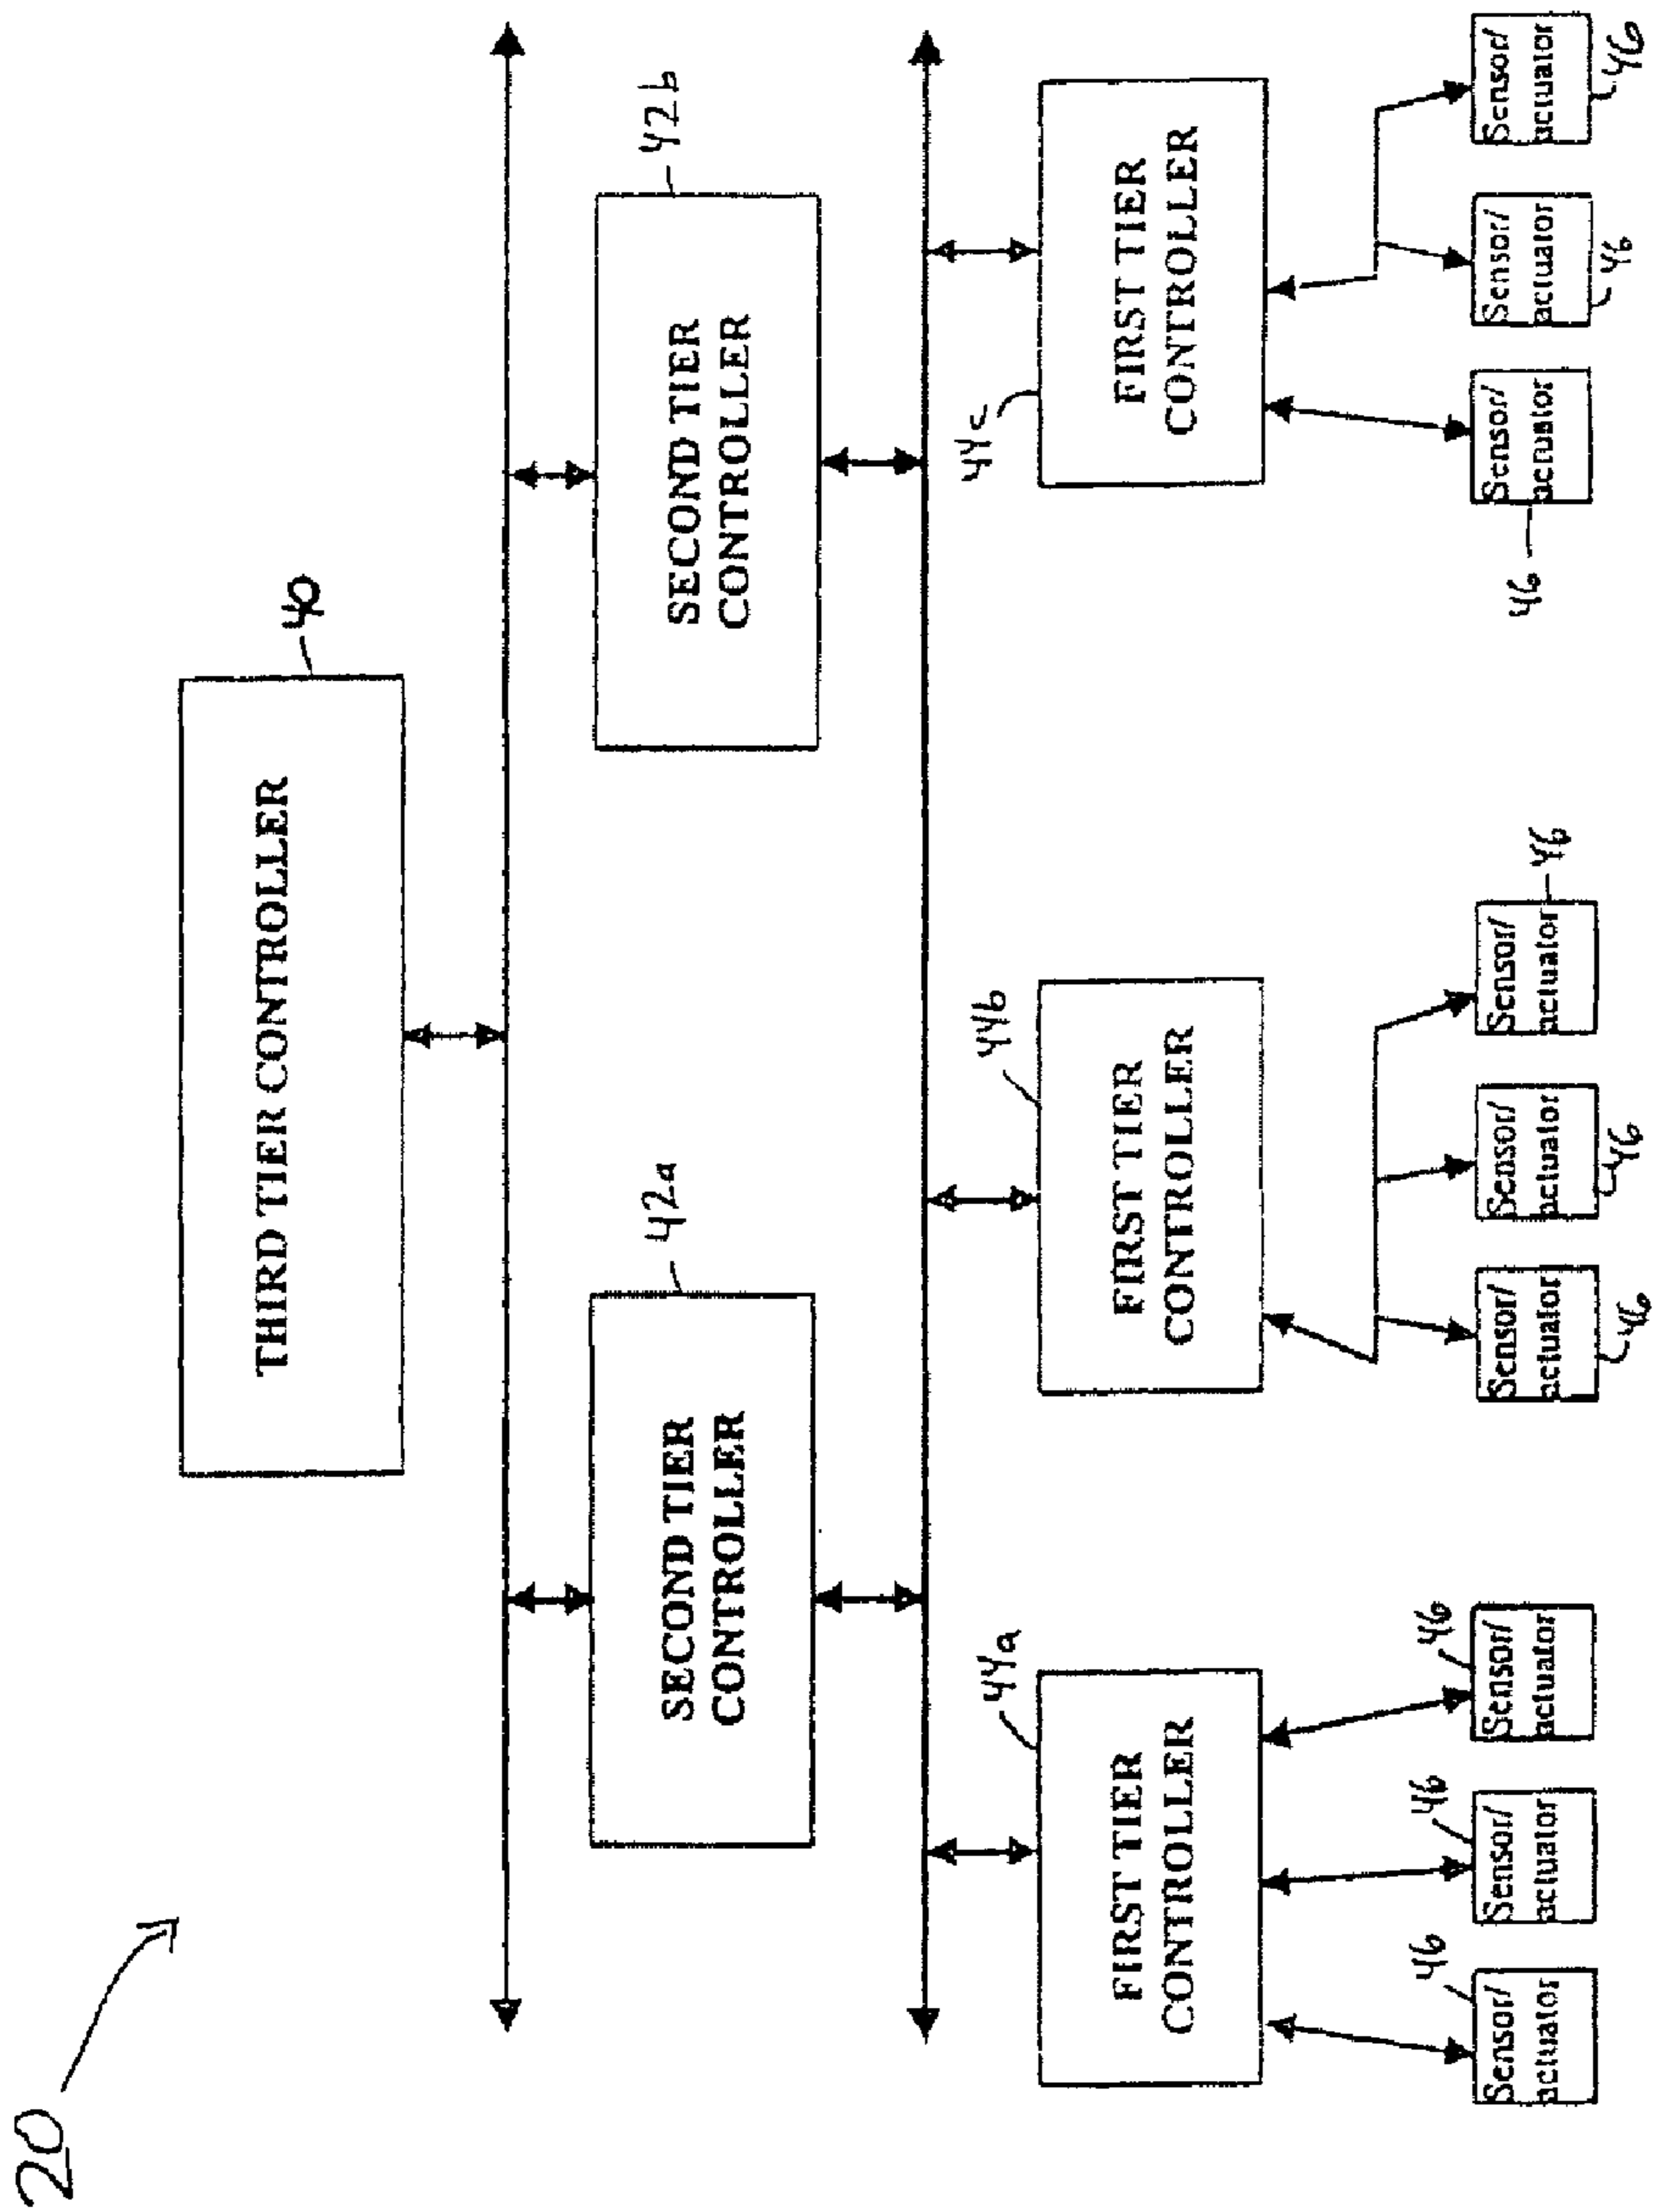 20
THIRD TIER CONTROLLER
40
42a
42b
SECOND TIER
CONTROLLER
SECOND TIER
CONTROLLER
44a
44b
44c
FIRST TIER
CONTROLLER
FIRST TIER
CONTROLLER
FIRST TIER
CONTROLLER
46
46
46
Sensor/
actuator
Sensor/
actuator
Sensor/
actuator
Sensor/
actuator
Sensor/
actuator
Sensor/
actuator
46
46
46
Sensor/
actuator
Sensor/
actuator
Sensor/
actuator
46
46
46